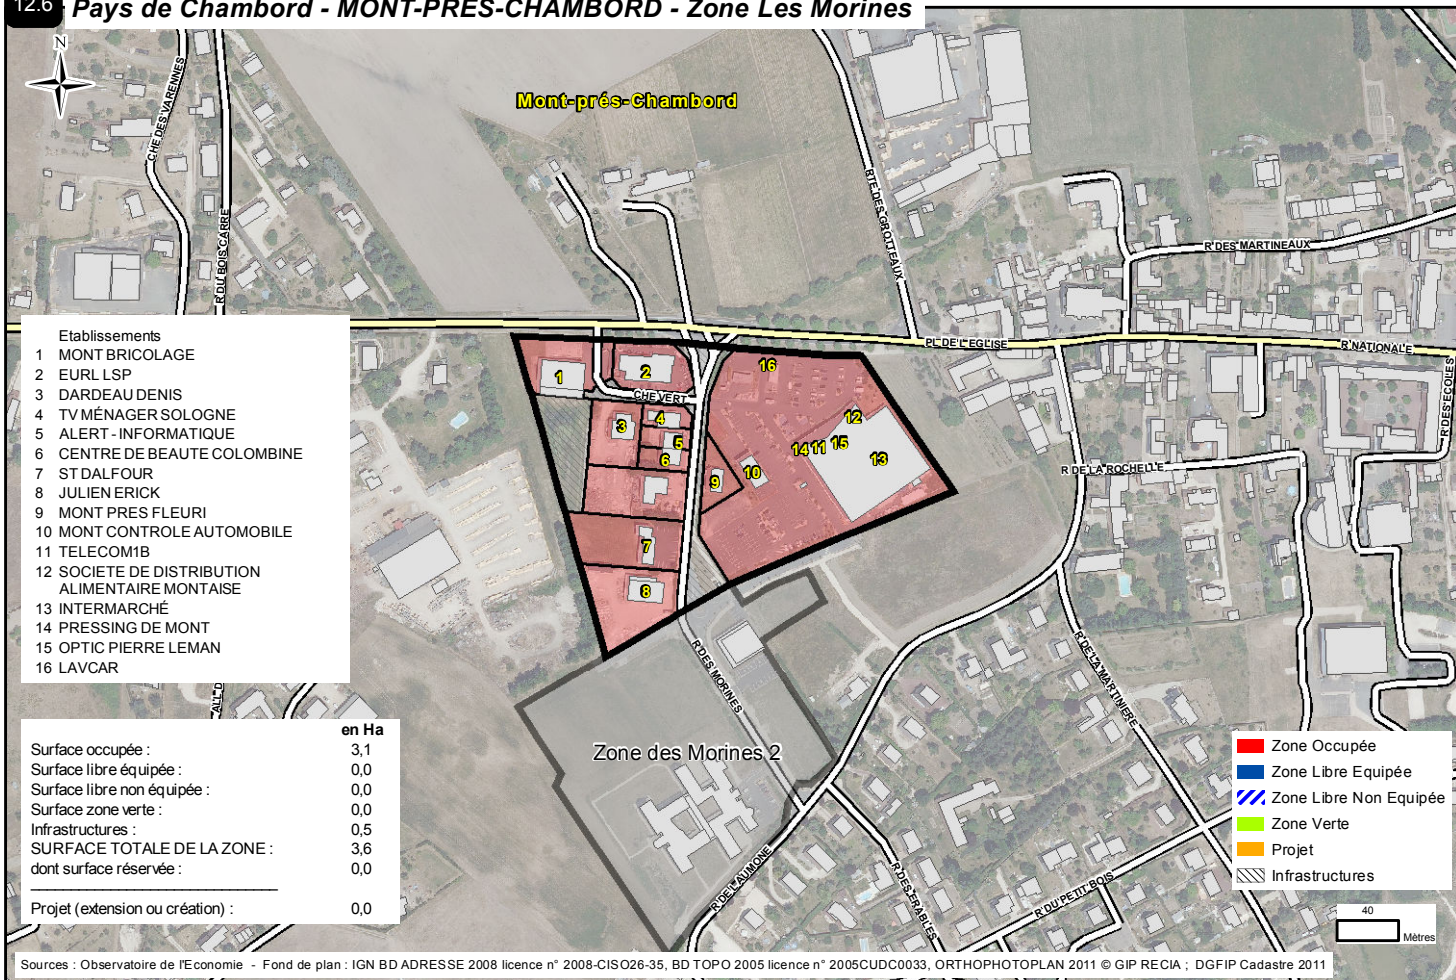 12.6 Pays de Chambord - MONT-PRES-CHAMBORD - Zone Les Morines
N
Mont-prés-Chambord
CHE DES VARENNES
R DU BOIS CARRE
RTE DES GROTTEAUX
R DES MARTINEAUX
PL DE L EGLISE
R NATIONALE
R DES ECOLES
R DE LA ROCHELLE
CHE VERT
R DES MORINES
R DE LA MARTINIERE
R DE L AUMONE
R DES ERABLES
R DU PETIT BOIS
ALL D
Zone des Morines 2
1
2
3
4
5
6
7
8
9
10
16
12
14 11 15
13
Etablissements
1 MONT BRICOLAGE
2 EURL LSP
3 DARDEAU DENIS
4 TV MÉNAGER SOLOGNE
5 ALERT - INFORMATIQUE
6 CENTRE DE BEAUTE COLOMBINE
7 ST DALFOUR
8 JULIEN ERICK
9 MONT PRES FLEURI
10 MONT CONTROLE AUTOMOBILE
11 TELECOM1B
12 SOCIETE DE DISTRIBUTION
ALIMENTAIRE MONTAISE
13 INTERMARCHÉ
14 PRESSING DE MONT
15 OPTIC PIERRE LEMAN
16 LAVCAR
en Ha
Surface occupée : 3,1
Surface libre équipée : 0,0
Surface libre non équipée : 0,0
Surface zone verte : 0,0
Infrastructures : 0,5
SURFACE TOTALE DE LA ZONE : 3,6
dont surface réservée : 0,0
Projet (extension ou création) : 0,0
Zone Occupée
Zone Libre Equipée
Zone Libre Non Equipée
Zone Verte
Projet
Infrastructures
40
Mètres
Sources : Observatoire de l'Economie - Fond de plan : IGN BD ADRESSE 2008 licence n° 2008-CISO26-35, BD TOPO 2005 licence n° 2005CUDC0033, ORTHOPHOTOPLAN 2011 © GIP RECIA ; DGFIP Cadastre 2011